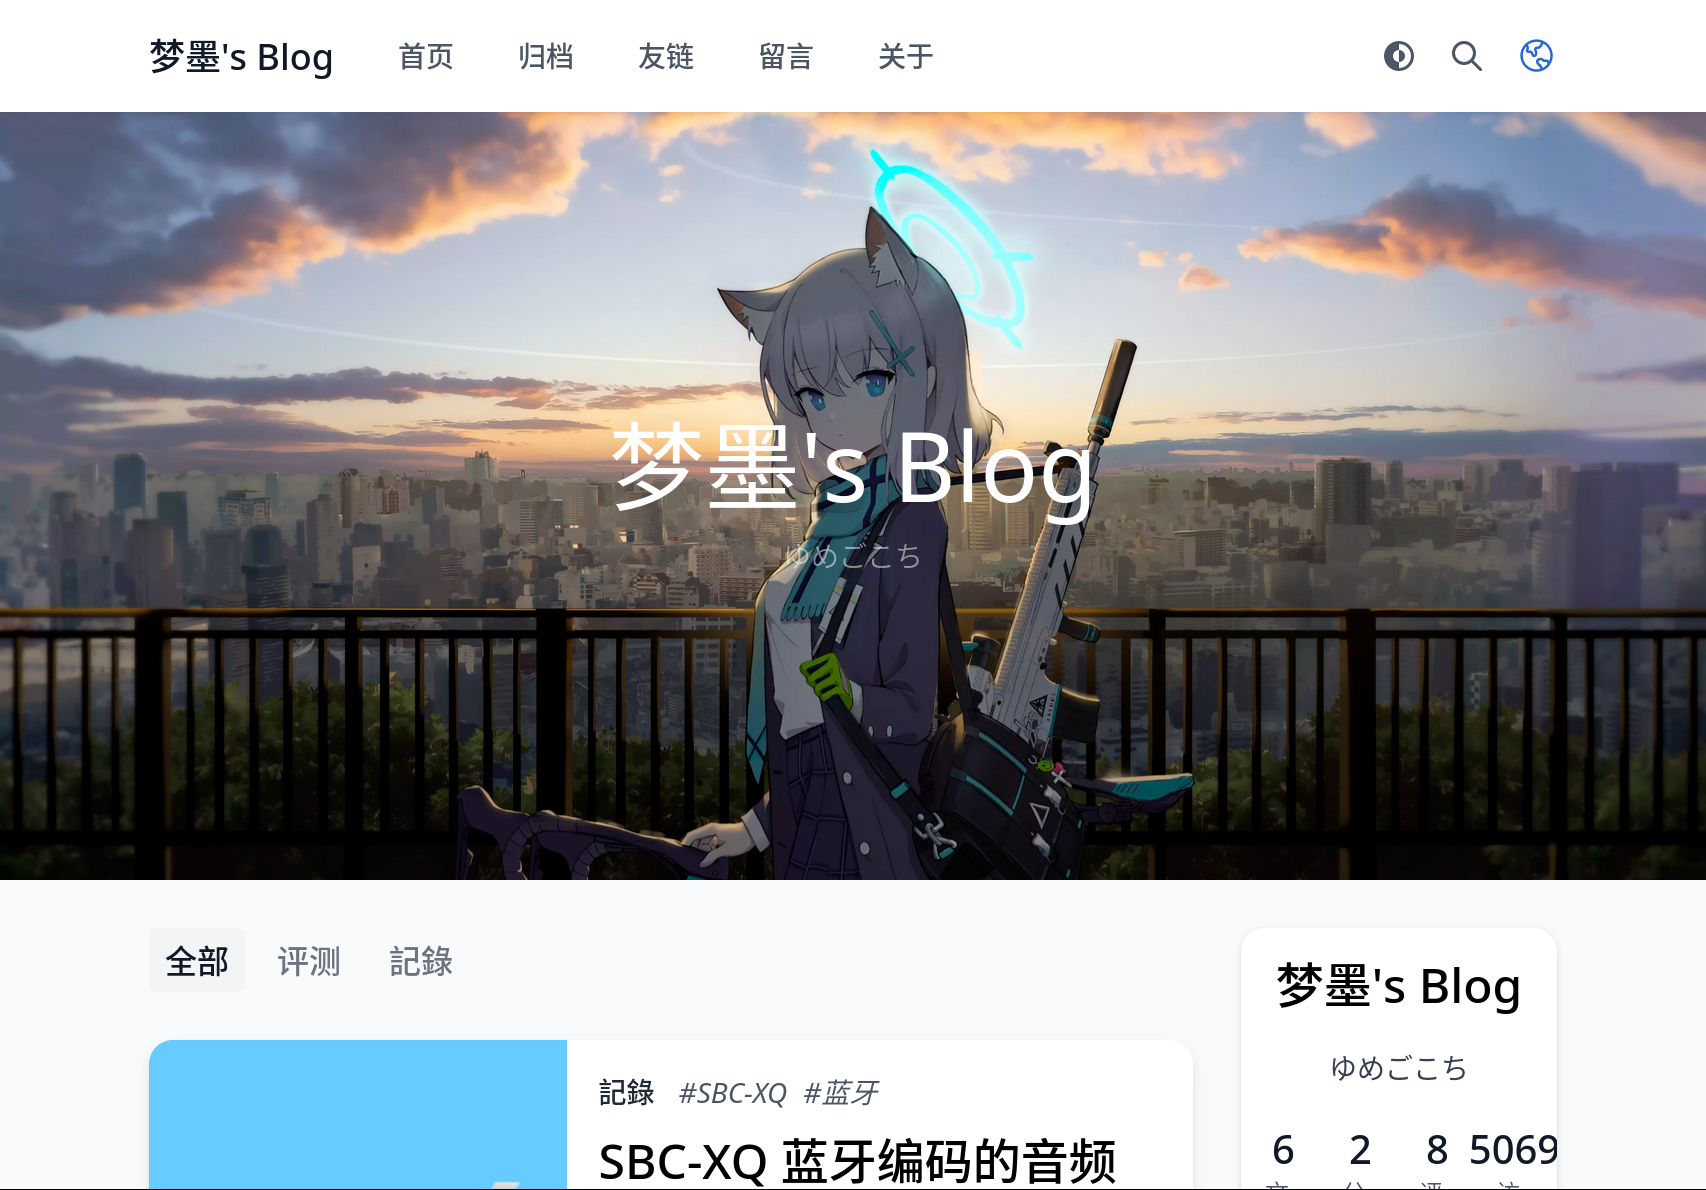 梦墨's Blog 首页 归档 友链 留言 关于
梦墨's Blog
ゆめごこち
全部 评测 記錄
記錄 #SBC-XQ #蓝牙
SBC-XQ 蓝牙编码的音频
梦墨's Blog
ゆめごこち
6 2 8 5069